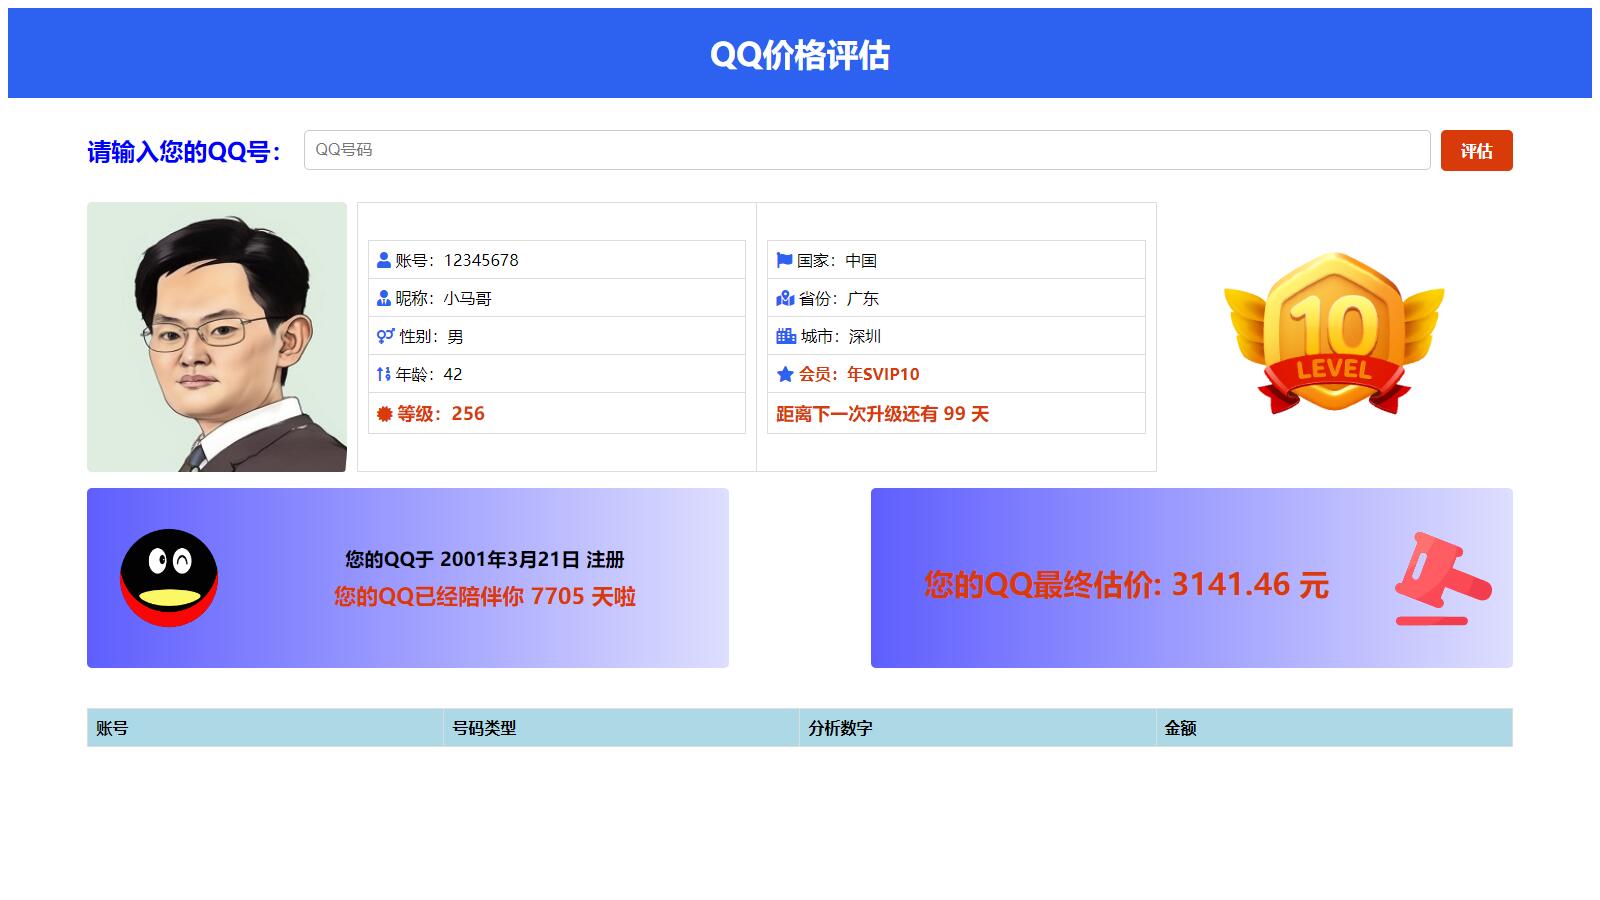 QQ价格评估
请输入您的QQ号：
QQ号码
评估
账号：12345678
昵称：小马哥
性别：男
年龄：42
等级：256
国家：中国
省份：广东
城市：深圳
会员：年SVIP10
距离下一次升级还有 99 天
10
LEVEL
您的QQ于 2001年3月21日 注册
您的QQ已经陪伴你 7705 天啦
您的QQ最终估价: 3141.46 元
账号 号码类型 分析数字 金额